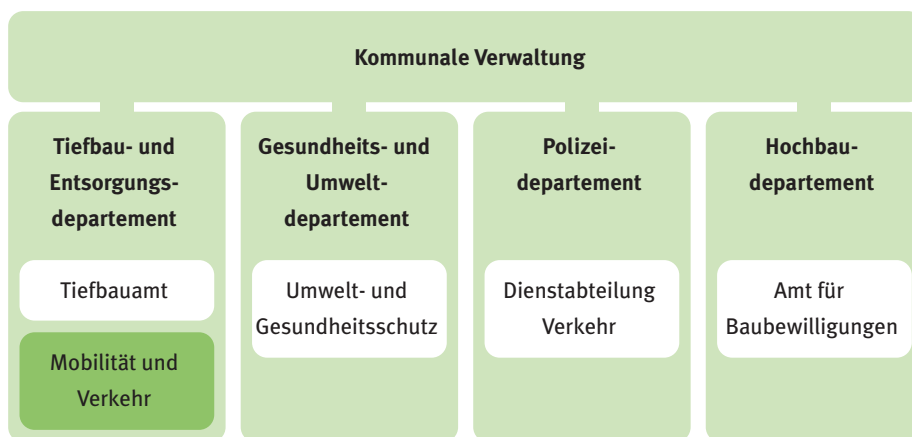 Kommunale Verwaltung
Tiefbau- und
Entsorgungs-
departement
Tiefbauamt
Mobilität und
Verkehr
Gesundheits- und
Umwelt-
departement
Umwelt- und
Gesundheitsschutz
Polizei-
departement
Dienstabteilung
Verkehr
Hochbau-
departement
Amt für
Baubewilligungen